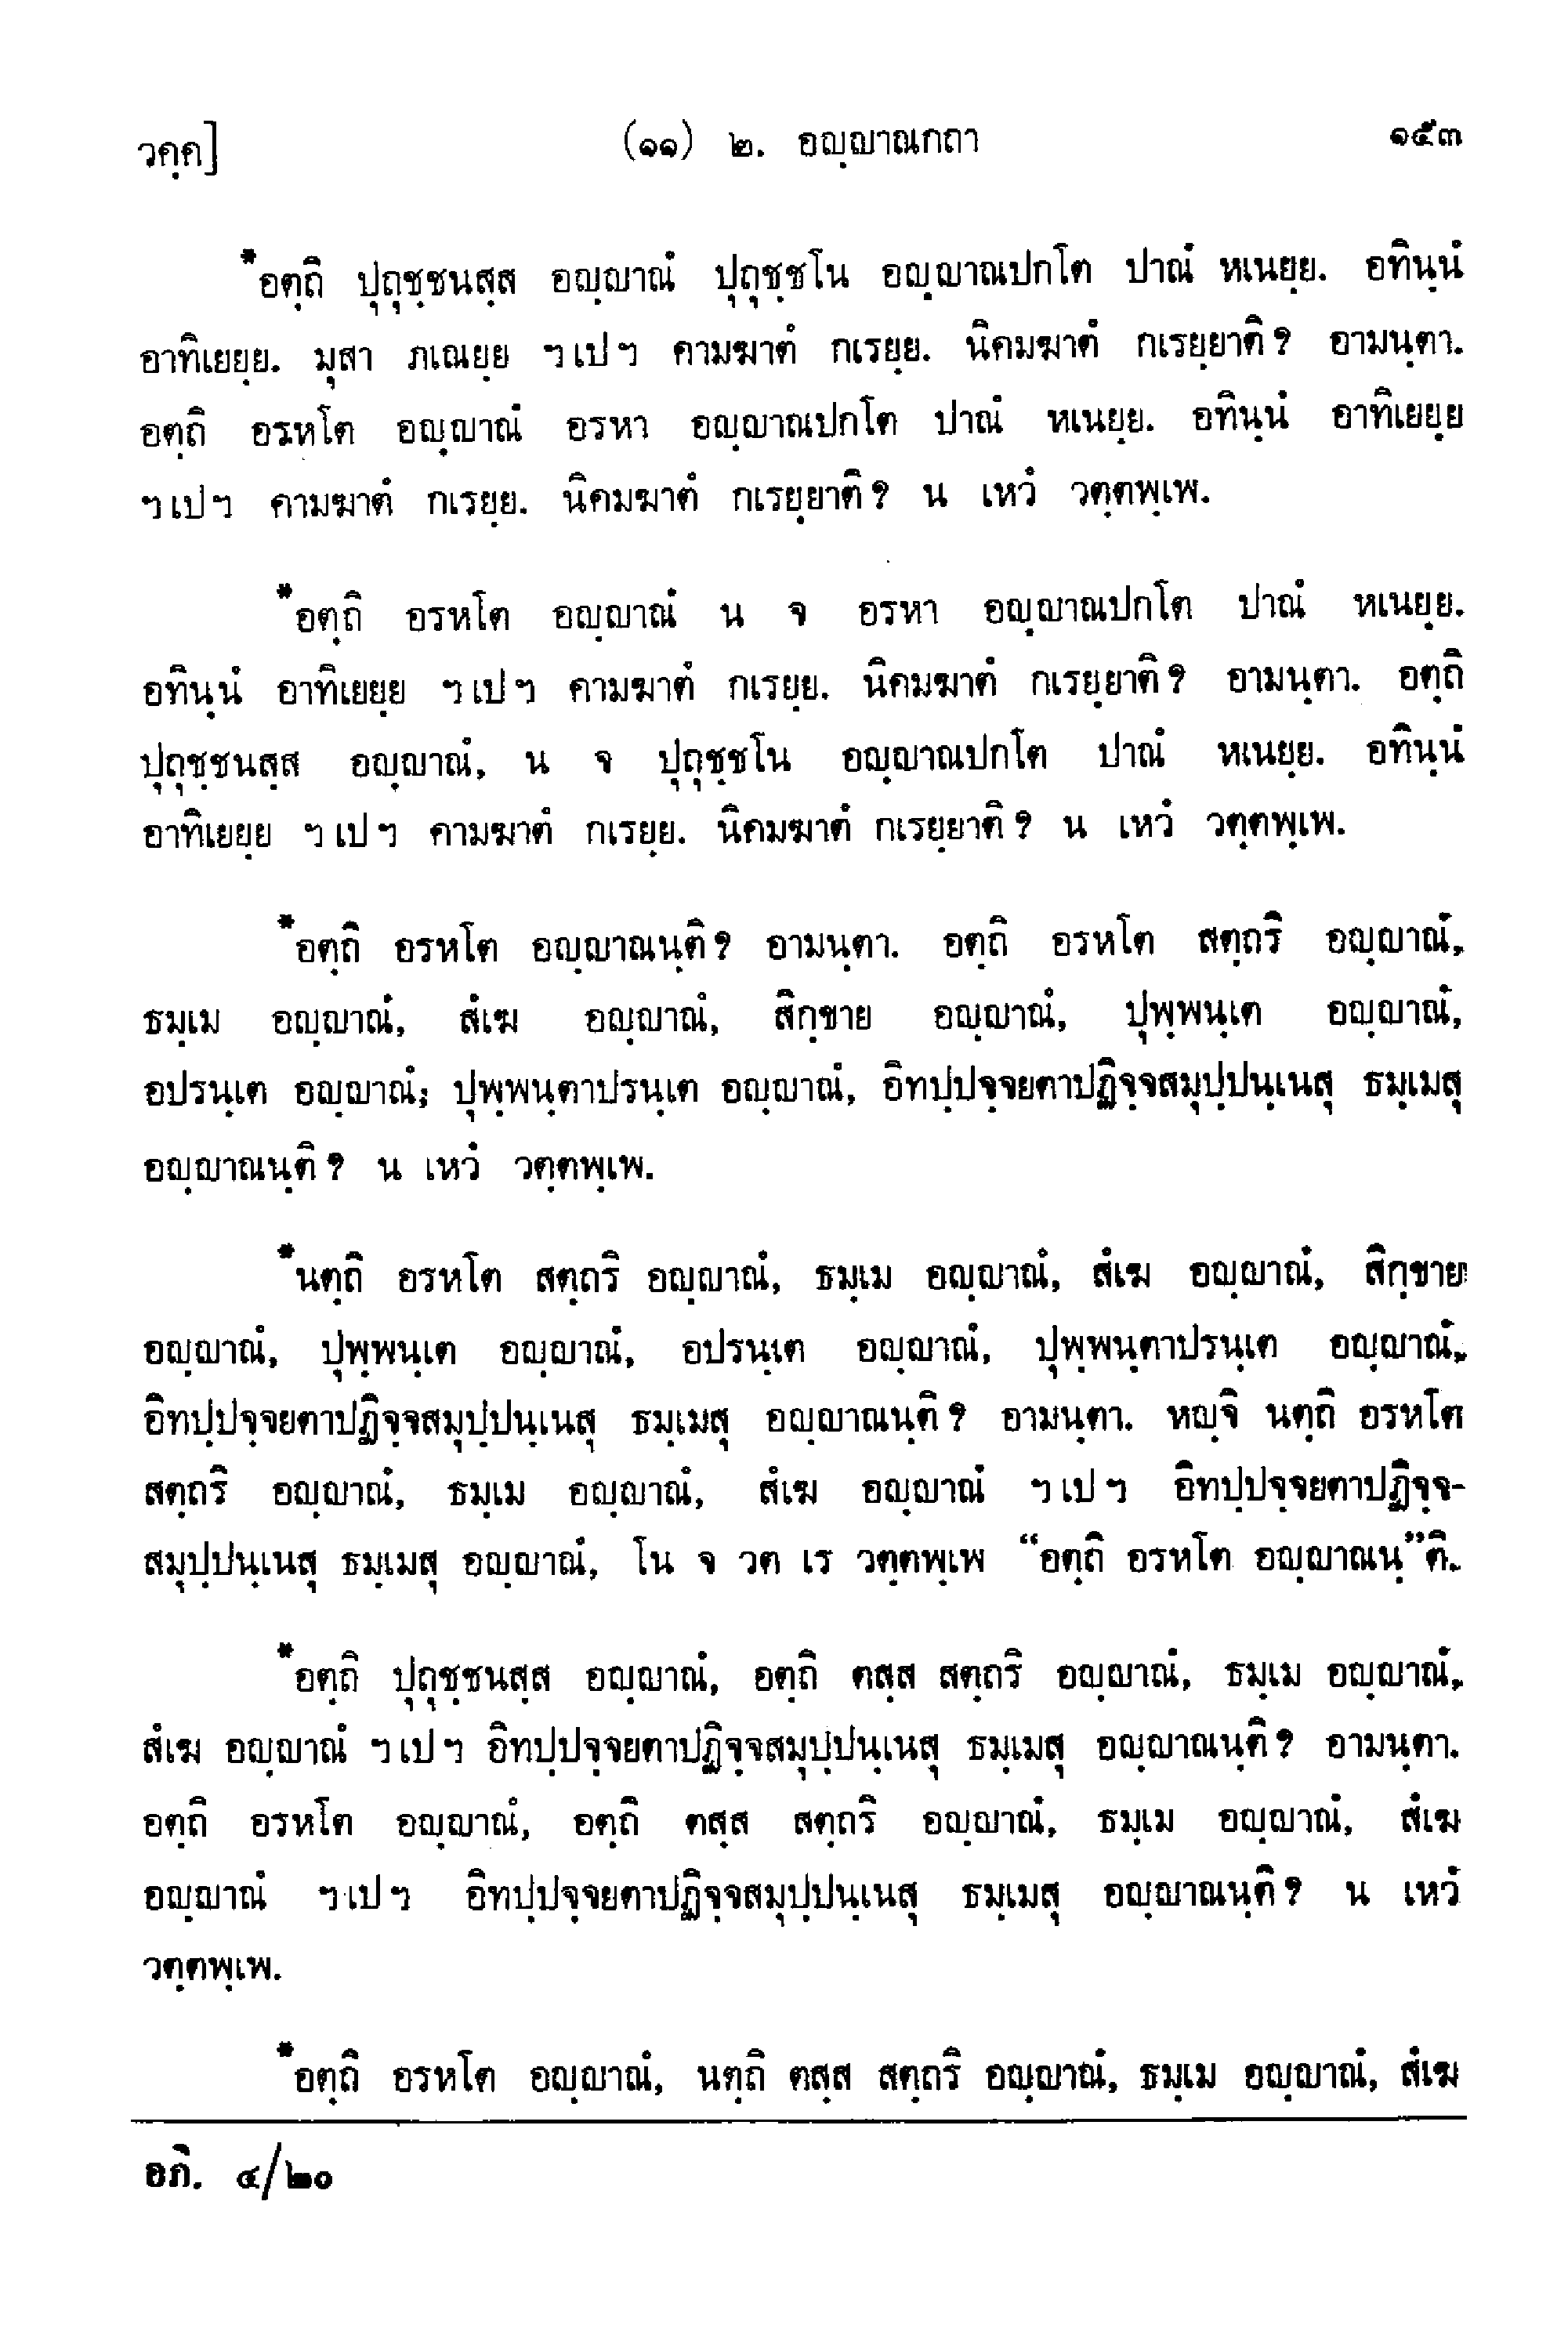 วคฺค]
(๑๑) ๒. อญฺญาณกถา
๑๕๓
*อตฺถิ ปุถุชฺชนสฺส อญฺญาณํ ปุถุชฺชโน อญฺญาณปกโต ปาณํ หเนยฺย. อทินฺนํ
อาทิเยยฺย. มุสา ภเณยฺย ฯ เป ฯ คามฆาตํ กเรยฺย. นิคมฆาตํ กเรยฺยาติ? อามนฺตา.
อตฺถิ อรหโต อญฺญาณํ อรหา อญฺญาณปกโต ปาณํ หเนยฺย. อทินฺนํ อาทิเยยฺย
ฯ เป ฯ คามฆาตํ กเรยฺย. นิคมฆาตํ กเรยฺยาติ? น เหวํ วตฺตพฺเพ.
*อตฺถิ อรหโต อญฺญาณํ น จ อรหา อญฺญาณปกโต ปาณํ หเนยฺย.
อทินฺนํ อาทิเยยฺย ฯ เป ฯ คามฆาตํ กเรยฺย. นิคมฆาตํ กเรยฺยาติ? อามนฺตา. อตฺถิ
ปุถุชฺชนสฺส อญฺญาณํ, น จ ปุถุชฺชโน อญฺญาณปกโต ปาณํ หเนยฺย. อทินฺนํ
อาทิเยยฺย ฯ เป ฯ คามฆาตํ กเรยฺย. นิคมฆาตํ กเรยฺยาติ? น เหวํ วตฺตพฺเพ.
*อตฺถิ อรหโต อญฺญาณนฺติ? อามนฺตา. อตฺถิ อรหโต สตฺถริ อญฺญาณํ,
ธมฺเม อญฺญาณํ, สํเฆ อญฺญาณํ, สิกฺขาย อญฺญาณํ, ปุพฺพนฺเต อญฺญาณํ,
อปรนฺเต อญฺญาณํ; ปุพฺพนฺตาปรนฺเต อญฺญาณํ, อิทปฺปจฺจยตาปฏิจฺจสมุปฺปนฺเนสุ ธมฺเมสุ
อญฺญาณนฺติ? น เหวํ วตฺตพฺเพ.
*นตฺถิ อรหโต สตฺถริ อญฺญาณํ, ธมฺเม อญฺญาณํ, สํเฆ อญฺญาณํ, สิกฺขาย
อญฺญาณํ, ปุพฺพนฺเต อญฺญาณํ, อปรนฺเต อญฺญาณํ, ปุพฺพนฺตาปรนฺเต อญฺญาณํ,
อิทปฺปจฺจยตาปฏิจฺจสมุปฺปนฺเนสุ ธมฺเมสุ อญฺญาณนฺติ? อามนฺตา. หญฺจิ นตฺถิ อรหโต
สตฺถริ อญฺญาณํ, ธมฺเม อญฺญาณํ, สํเฆ อญฺญาณํ ฯ เป ฯ อิทปฺปจฺจยตาปฏิจฺจ-
สมุปฺปนฺเนสุ ธมฺเมสุ อญฺญาณํ, โน จ วต เร วตฺตพฺเพ “อตฺถิ อรหโต อญฺญาณนฺ”ติ.
*อตฺถิ ปุถุชฺชนสฺส อญฺญาณํ, อตฺถิ ตสฺส สตฺถริ อญฺญาณํ, ธมฺเม อญฺญาณํ,
สํเฆ อญฺญาณํ ฯ เป ฯ อิทปฺปจฺจยตาปฏิจฺจสมุปฺปนฺเนสุ ธมฺเมสุ อญฺญาณนฺติ? อามนฺตา.
อตฺถิ อรหโต อญฺญาณํ, อตฺถิ ตสฺส สตฺถริ อญฺญาณํ, ธมฺเม อญฺญาณํ, สํเฆ
อญฺญาณํ ฯ เป ฯ อิทปฺปจฺจยตาปฏิจฺจสมุปฺปนฺเนสุ ธมฺเมสุ อญฺญาณนฺติ? น เหวํ
วตฺตพฺเพ.
*อตฺถิ อรหโต อญฺญาณํ, นตฺถิ ตสฺส สตฺถริ อญฺญาณํ, ธมฺเม อญฺญาณํ, สํเฆ
อภิ. ๔/๒๐